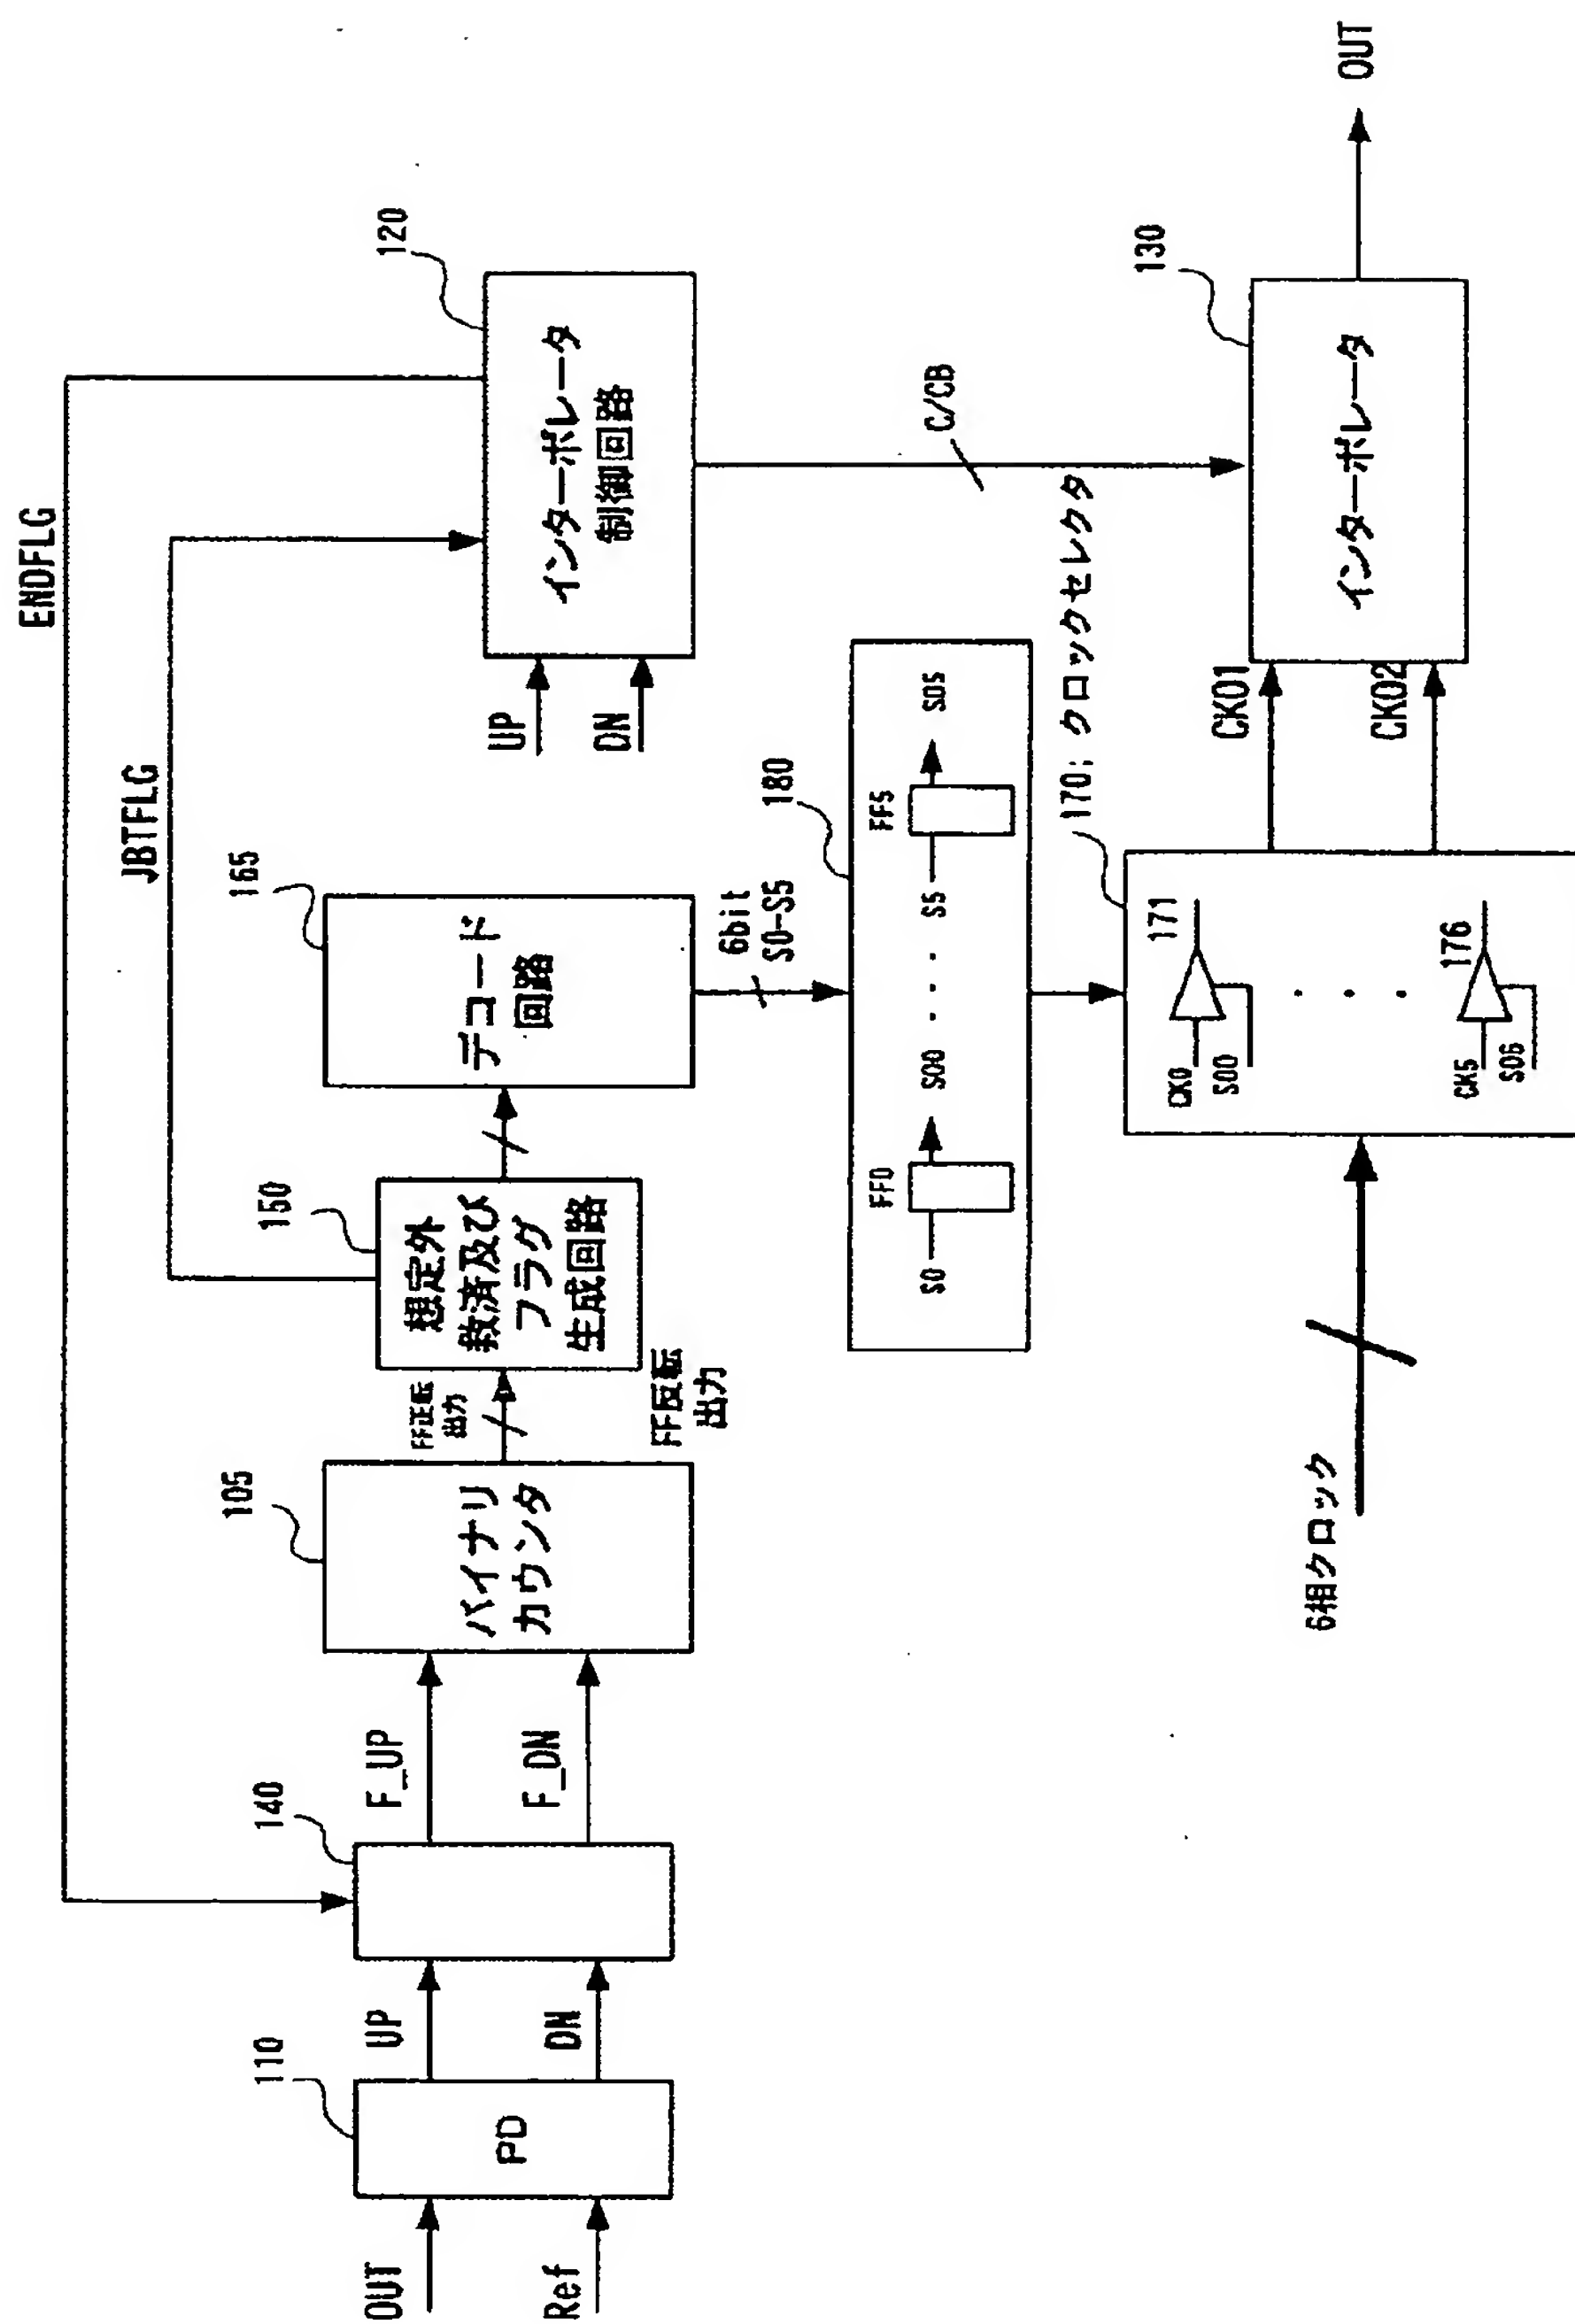 ENDFLG
JBTFLG
OUT
Ref
110
PD
UP
DN
140
F_UP
F_DN
105
バイナリ
カウンタ
FF正転
出力
FF反転
出力
150
想定外
救済及び
フラグ
生成回路
165
デコード
回路
6bit
S0-S5
UP
DN
120
インターポレータ
制御回路
C/CB
180
S0
FF0
S00
S5
FF5
S05
170; クロックセレクタ
CK0
S00
171
CK5
S06
176
6相クロック
CK01
CK02
130
インターポレータ
OUT